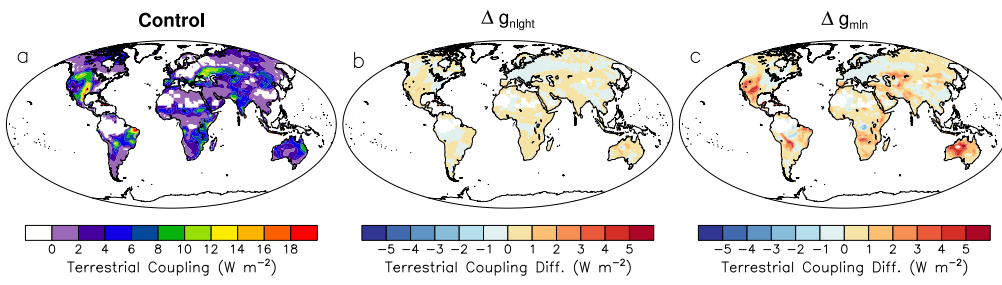 Control
Δ g_night
Δ g_min
a
b
c
0 2 4 6 8 10 12 14 16 18
Terrestrial Coupling (W m⁻²)
−5 −4 −3 −2 −1 0 1 2 3 4 5
Terrestrial Coupling Diff. (W m⁻²)
−5 −4 −3 −2 −1 0 1 2 3 4 5
Terrestrial Coupling Diff. (W m⁻²)